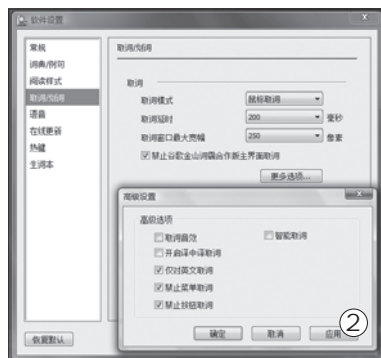 软件设置
常规
词典/例句
阅读样式
取词/划词
语音
在线更新
热键
生词本
取词/划词
取词
取词模式 鼠标取词
取词延时 200 毫秒
取词窗口最大宽幅 250 像素
禁止谷歌金山词霸合作版主界面取词
更多选项...
高级设置
高级选项
取词音效 智能取词
开启译中译取词
仅对英文取词
禁止菜单取词
禁止按钮取词
确定 取消 应用 ②
恢复默认